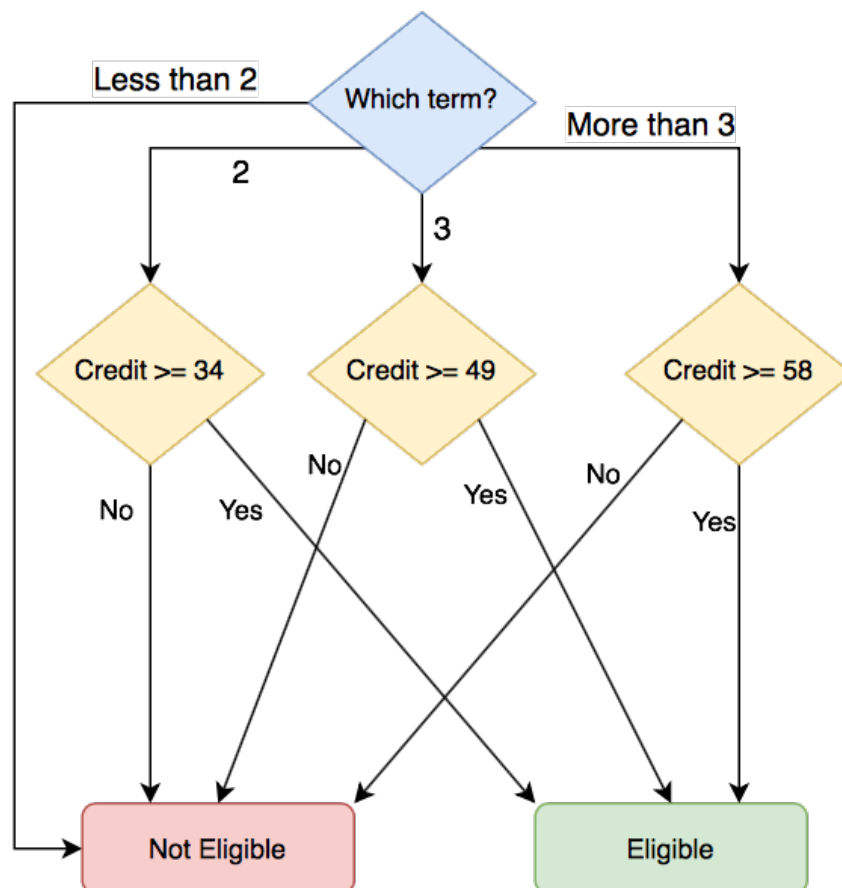 Less than 2
Which term?
More than 3
2
3
Credit >= 34
Credit >= 49
Credit >= 58
No
Yes
No
Yes
No
Yes
Not Eligible
Eligible